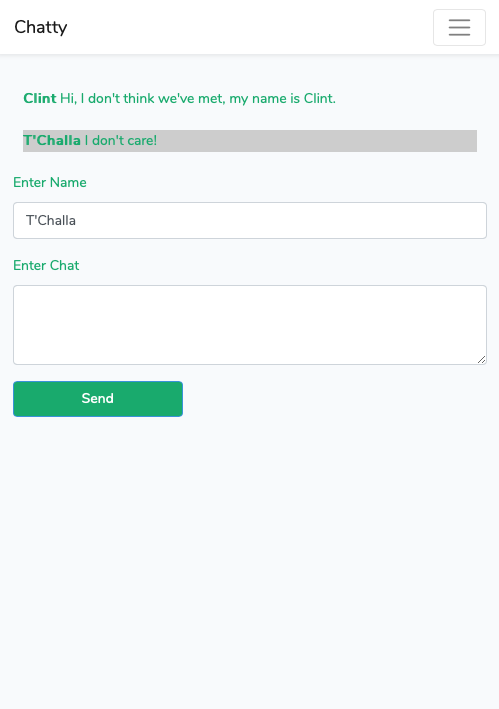 Chatty
Clint Hi, I don't think we've met, my name is Clint.
T'Challa I don't care!
Enter Name
T'Challa
Enter Chat
Send